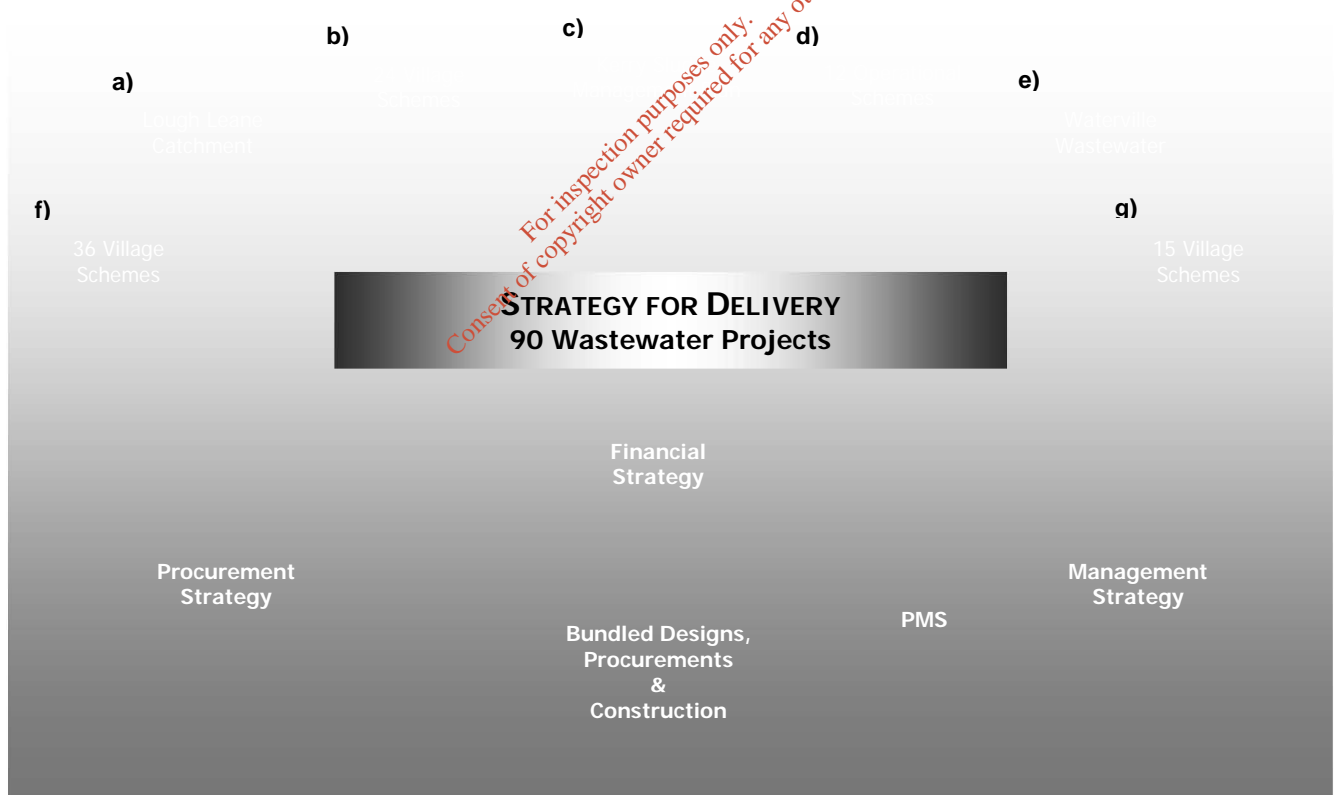 b)
c)
d)
a)
e)
Schemes
Schemes
Lough Leane
Catchment
Waterville
Wastewater
f)
g)
36 Village
Schemes
15 Village
Schemes
For inspection purposes only.
Consent of copyright owner required for any
STRATEGY FOR DELIVERY
90 Wastewater Projects
Financial
Strategy
Procurement
Strategy
Management
Strategy
PMS
Bundled Designs,
Procurements
&
Construction